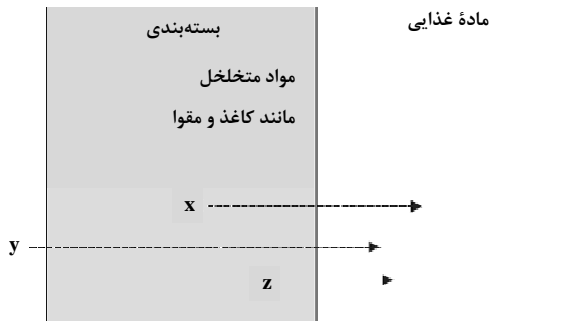 مادهٔ غذایی
بسته‌بندی
مواد متخلخل
مانند کاغذ و مقوا
x
y
z